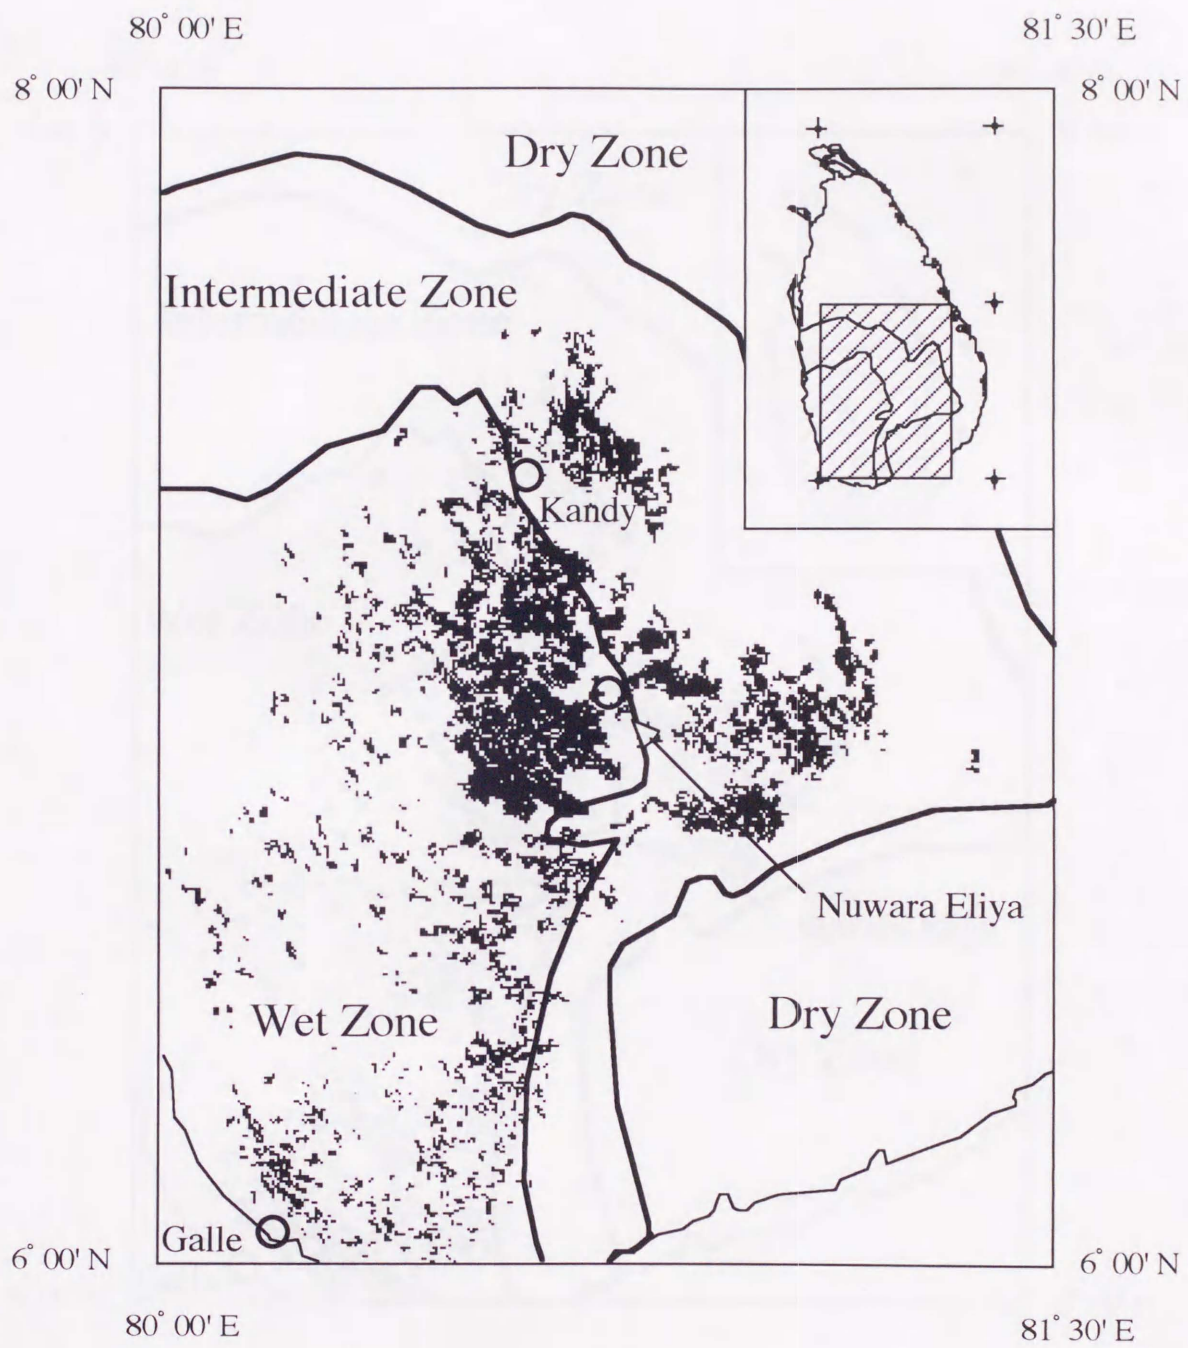 80° 00' E
81° 30' E
8° 00' N
8° 00' N
Dry Zone
Intermediate Zone
Kandy
Nuwara Eliya
Wet Zone
Dry Zone
Galle
6° 00' N
6° 00' N
80° 00' E
81° 30' E